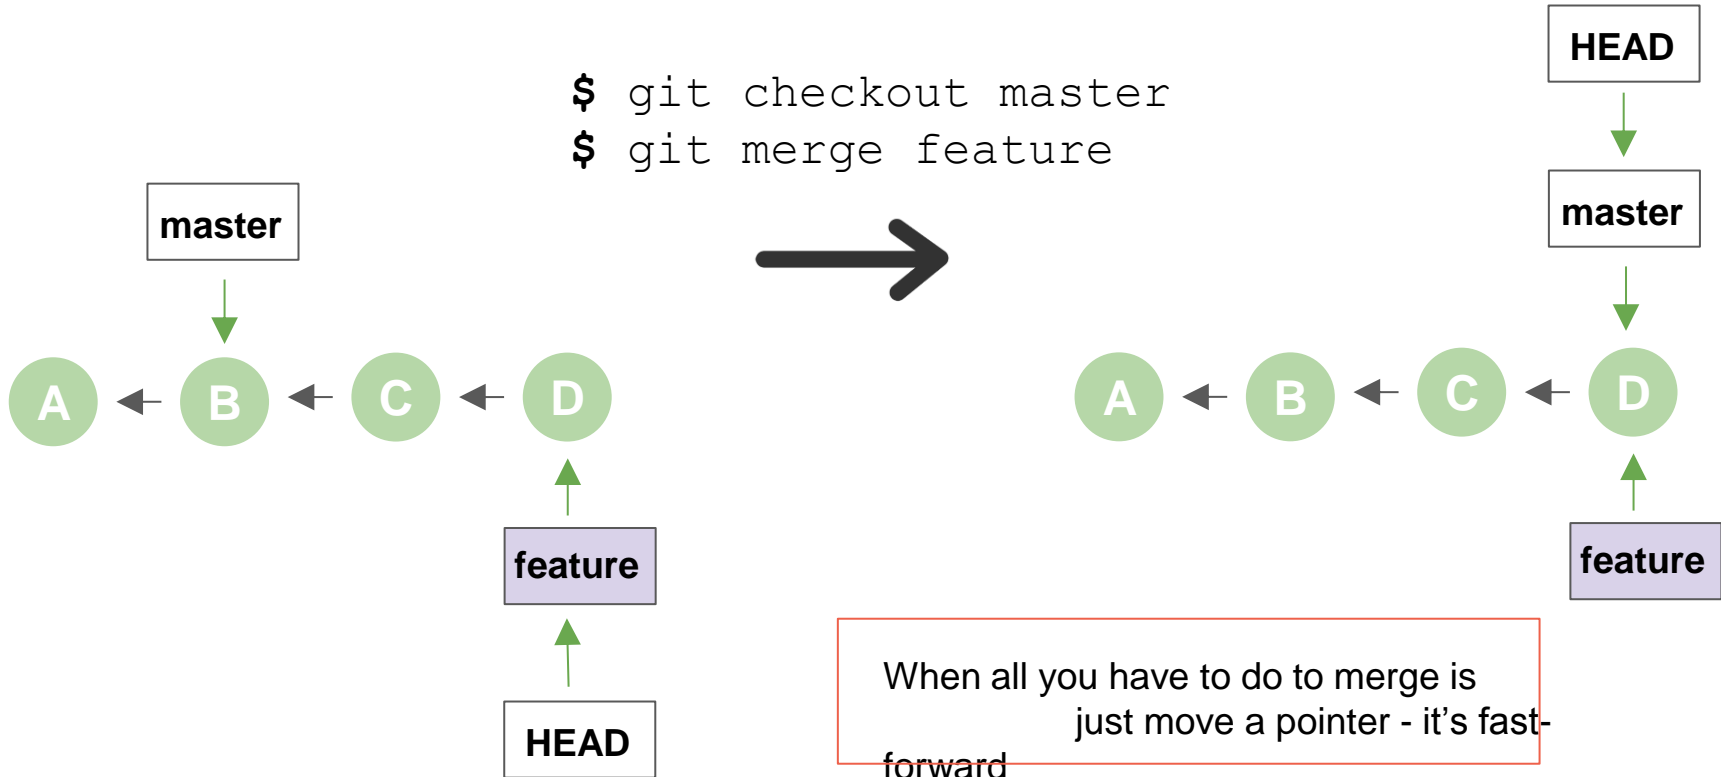 $ git checkout master
$ git merge feature
master
A
B
C
D
feature
HEAD
HEAD
master
A
B
C
D
feature
When all you have to do to merge is
just move a pointer - it’s fast-
forward